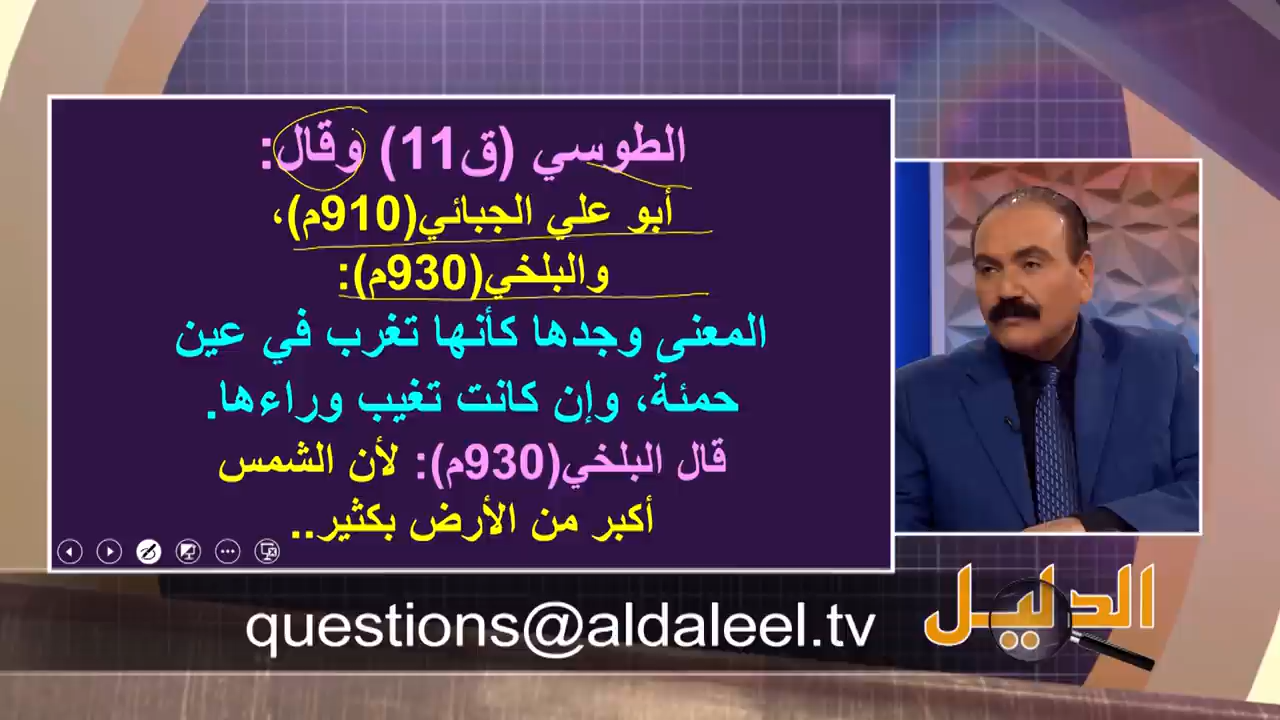 الطوسي (ق11) وقال:
أبو علي الجبائي(910م)،
والبلخي(930م):
المعنى وجدها كأنها تغرب في عين
حمئة، وإن كانت تغيب وراءها.
قال البلخي(930م): لأن الشمس
أكبر من الأرض بكثير..
questions@aldaleel.tv
الدليل